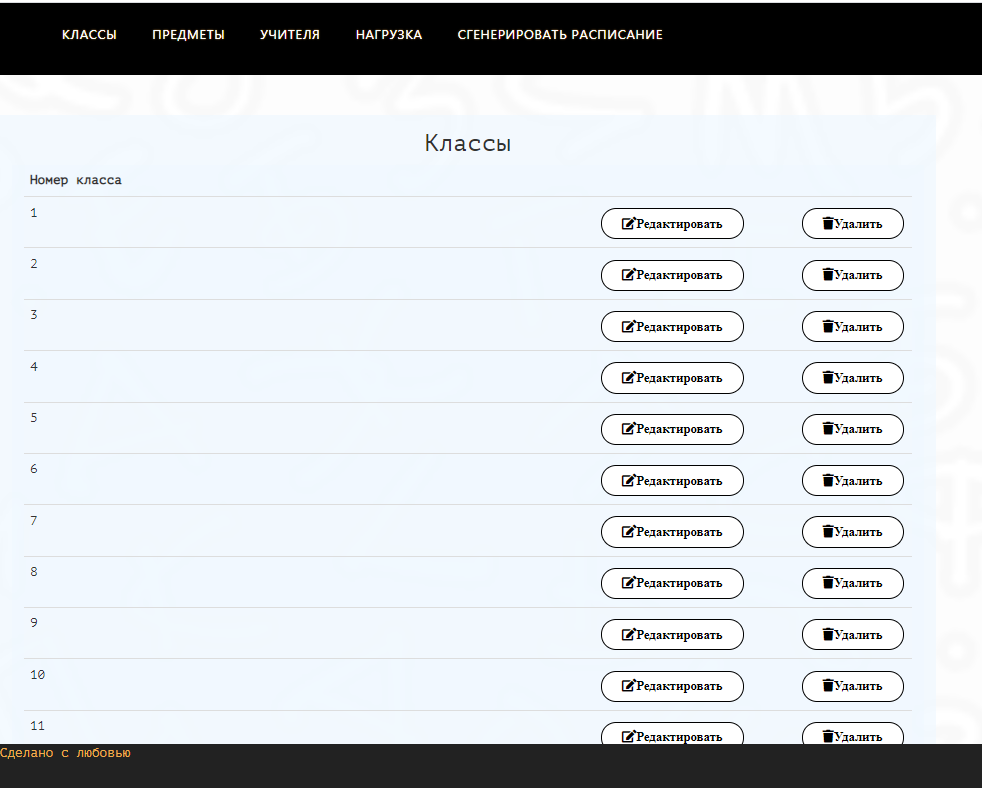 КЛАССЫ ПРЕДМЕТЫ УЧИТЕЛЯ НАГРУЗКА СГЕНЕРИРОВАТЬ РАСПИСАНИЕ
Классы
Номер класса
1 Редактировать Удалить
2 Редактировать Удалить
3 Редактировать Удалить
4 Редактировать Удалить
5 Редактировать Удалить
6 Редактировать Удалить
7 Редактировать Удалить
8 Редактировать Удалить
9 Редактировать Удалить
10 Редактировать Удалить
11 Редактировать Удалить
Сделано с любовью